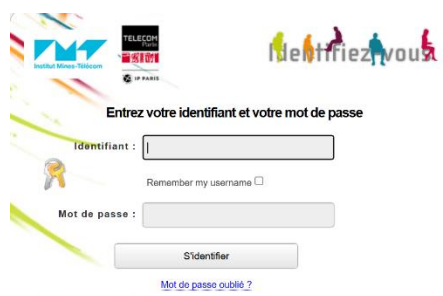 TELECOM
Paris
Institut Mines-Télécom
IP PARIS
Identifiez-vous
Entrez votre identifiant et votre mot de passe
Identifiant :
Remember my username
Mot de passe :
S'identifier
Mot de passe oublié ?